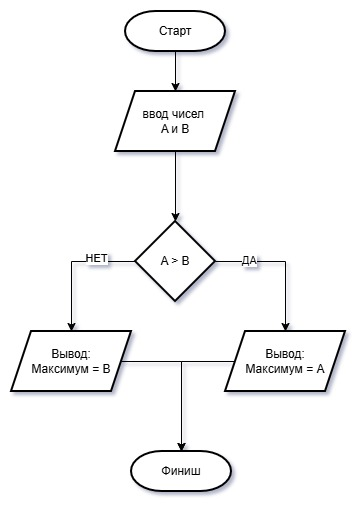 Старт
ввод чисел
А и В
А > В
НЕТ
ДА
Вывод:
Максимум = В
Вывод:
Максимум = А
Финиш